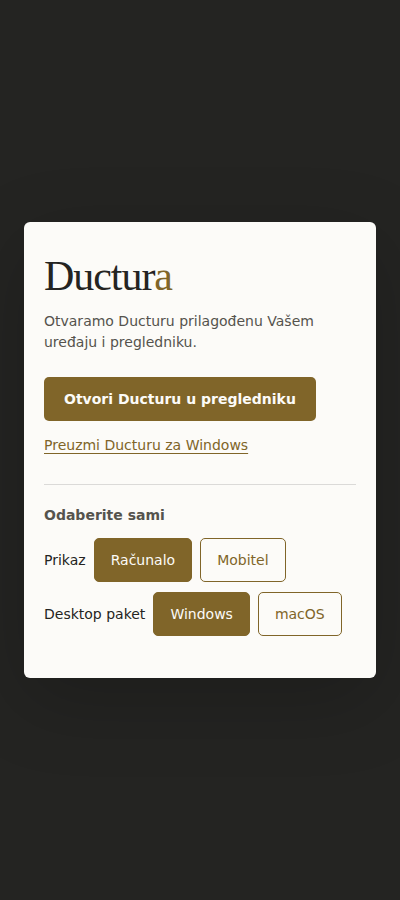 Ductura
Otvaramo Ducturu prilagođenu Vašem
uređaju i pregledniku.
Otvori Ducturu u pregledniku
Preuzmi Ducturu za Windows
Odaberite sami
Prikaz Računalo Mobitel
Desktop paket Windows macOS